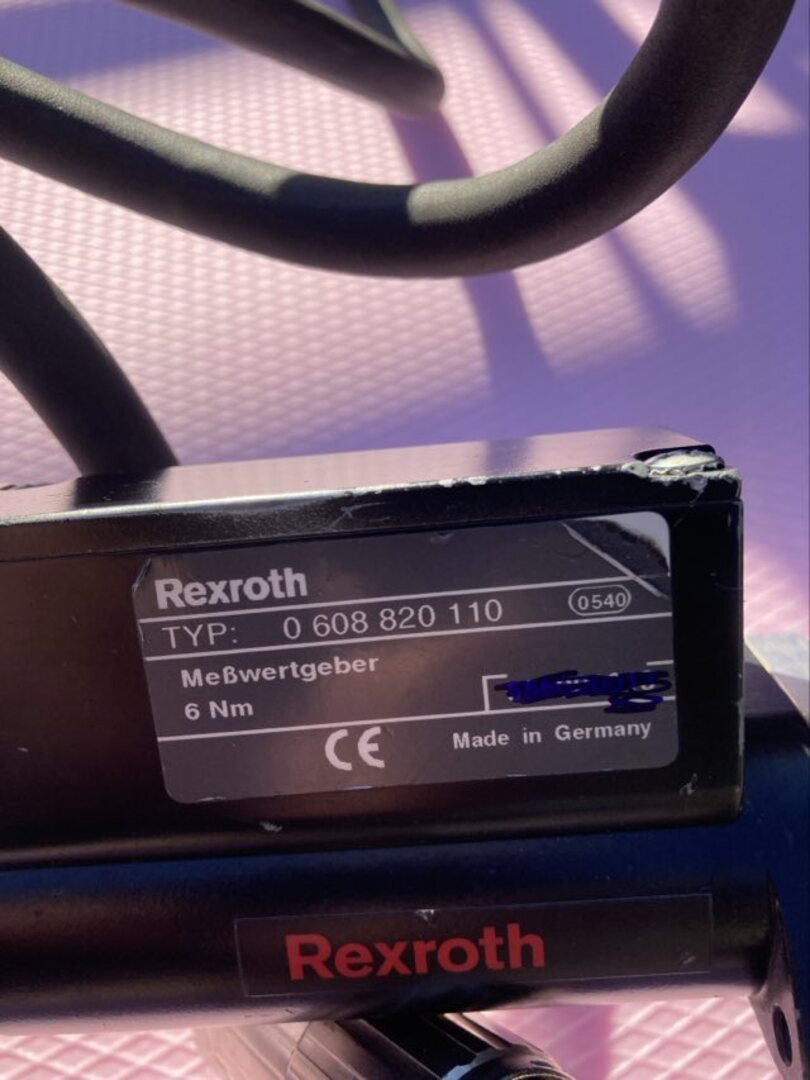 Rexroth
TYP: 0 608 820 110 0540
Meßwertgeber
6 Nm
CE Made in Germany
Rexroth